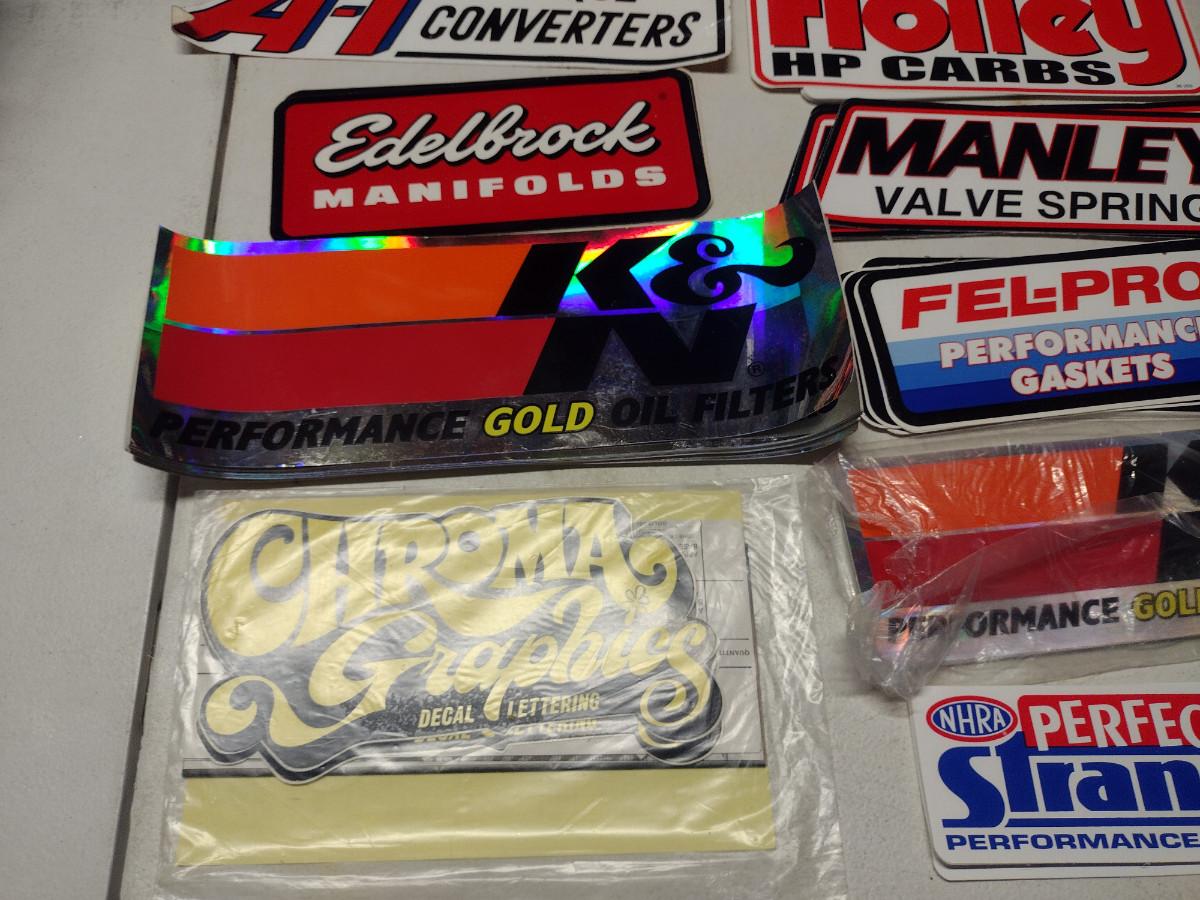 A-1
CONVERTERS
Holley
HP CARBS
Edelbrock
MANIFOLDS
MANLEY
VALVE SPRING
K&N®
PERFORMANCE GOLD OIL FILTERS
FEL-PRO
PERFORMANCE
GASKETS
CHROMA
Graphics
DECAL & LETTERING
PERFORMANCE GOLD
NHRA
PERFEC
Stran
PERFORMANCE